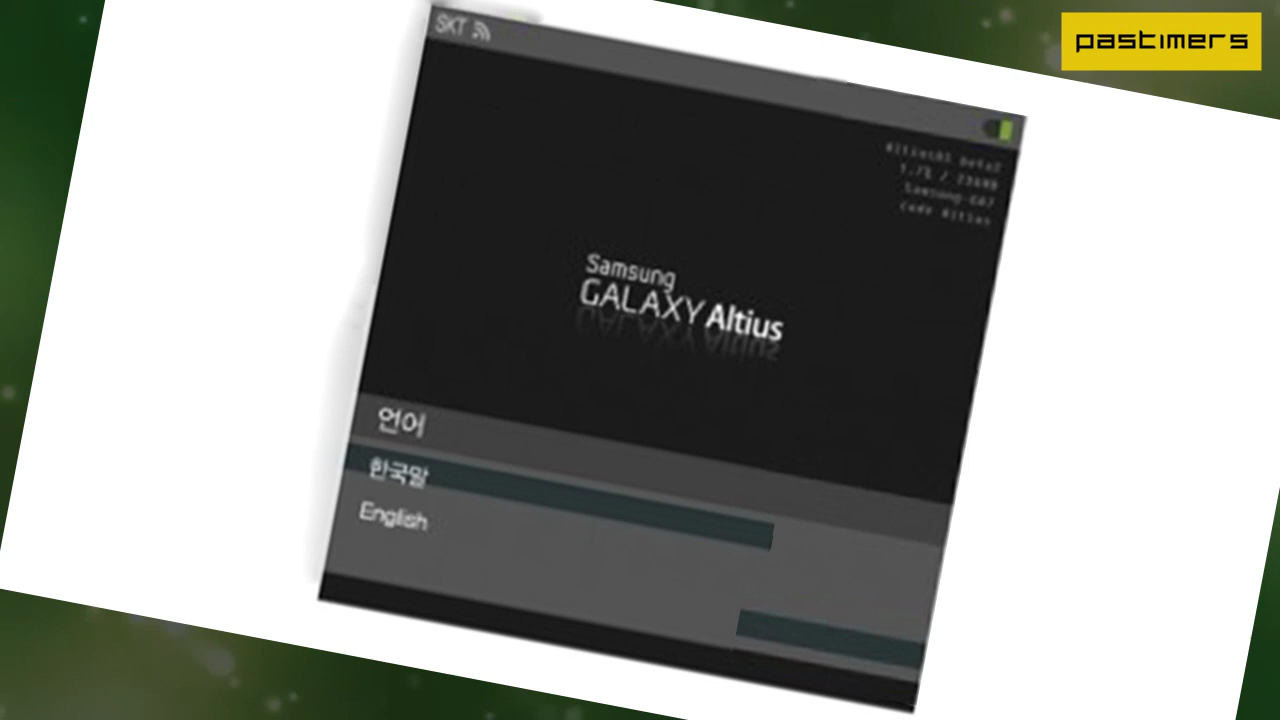 pastimers
SKT
Samsung
GALAXY Altius
언어
한국말
English